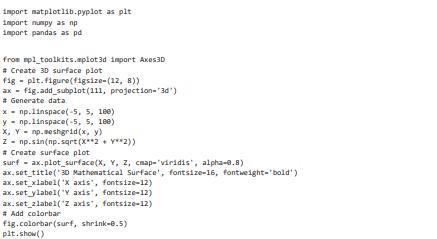 import matplotlib.pyplot as plt
import numpy as np
import pandas as pd
from mpl_toolkits.mplot3d import Axes3D
# Create 3D surface plot
fig = plt.figure(figsize=(12, 8))
ax = fig.add_subplot(111, projection='3d')
# Generate data
x = np.linspace(-5, 5, 100)
y = np.linspace(-5, 5, 100)
X, Y = np.meshgrid(x, y)
Z = np.sin(np.sqrt(X**2 + Y**2))
# Create surface plot
surf = ax.plot_surface(X, Y, Z, cmap='viridis', alpha=0.8)
ax.set_title('3D Mathematical Surface', fontsize=16, fontweight='bold')
ax.set_xlabel('X axis', fontsize=12)
ax.set_ylabel('Y axis', fontsize=12)
ax.set_zlabel('Z axis', fontsize=12)
# Add colorbar
fig.colorbar(surf, shrink=0.5)
plt.show()